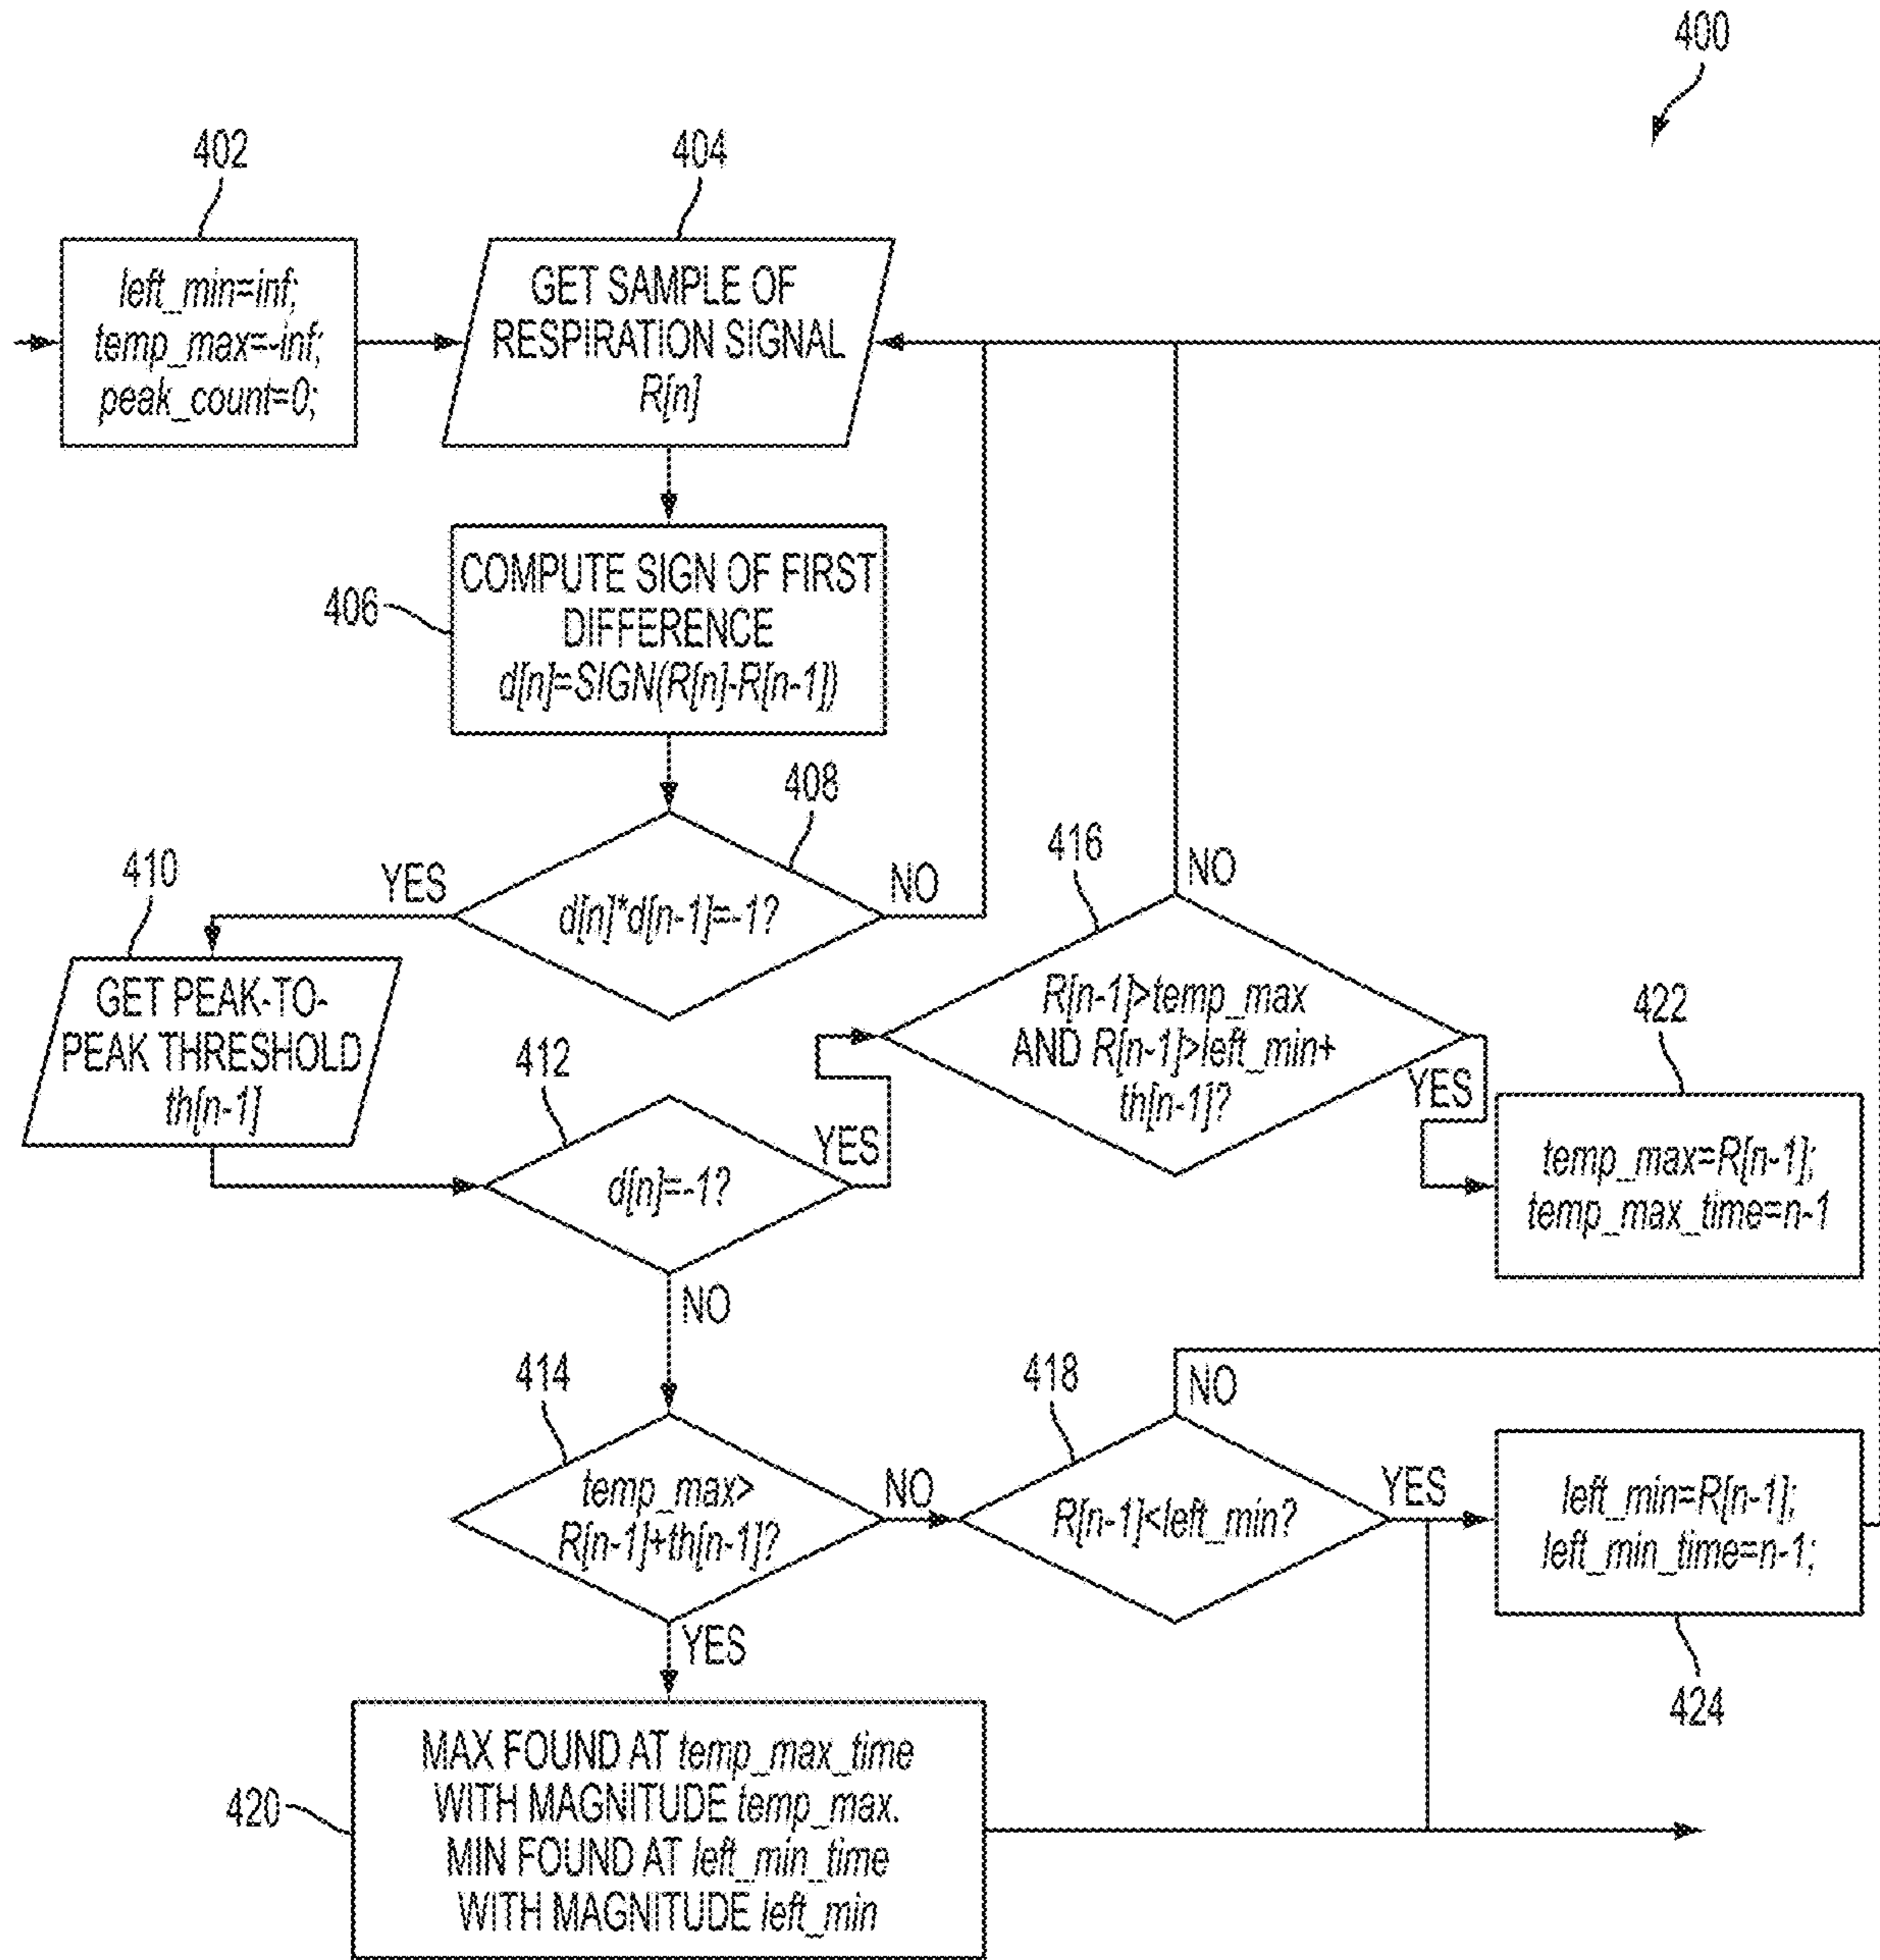 400
402
404
left_min=inf;
temp_max=-inf;
peak_count=0;
GET SAMPLE OF
RESPIRATION SIGNAL
R[n]
406
COMPUTE SIGN OF FIRST
DIFFERENCE
d[n]=SIGN(R[n]-R[n-1])
408
YES
d[n]*d[n-1]=-1?
NO
410
GET PEAK-TO-
PEAK THRESHOLD
th[n-1]
412
d[n]=-1?
YES
NO
416
NO
R[n-1]>temp_max
AND R[n-1]>left_min+
th[n-1]?
YES
422
temp_max=R[n-1];
temp_max_time=n-1
414
temp_max>
R[n-1]+th[n-1]?
NO
YES
418
NO
R[n-1]<left_min?
YES
left_min=R[n-1];
left_min_time=n-1;
424
420
MAX FOUND AT temp_max_time
WITH MAGNITUDE temp_max.
MIN FOUND AT left_min_time
WITH MAGNITUDE left_min